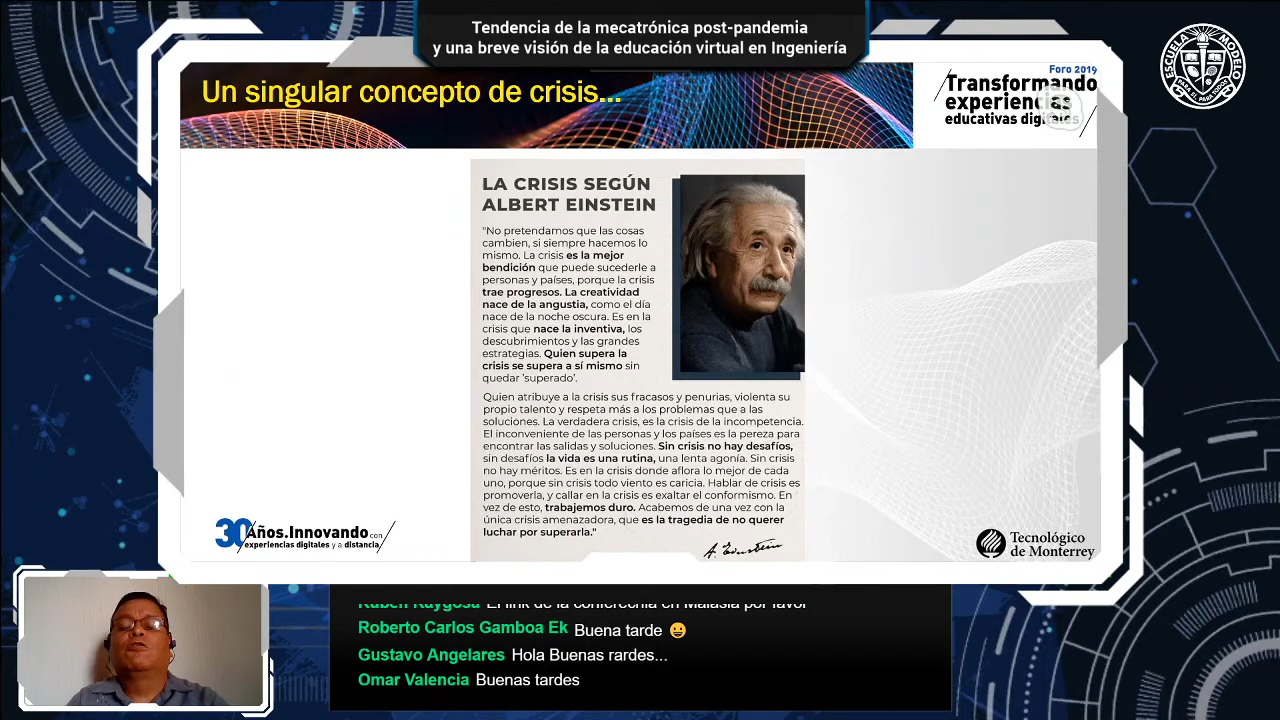 Tendencia de la mecatrónica post-pandemia
y una breve visión de la educación virtual en Ingeniería
ESCUELA MODELO
Un singular concepto de crisis...
Foro 2019
Transformando
experiencias
educativas digitales
LA CRISIS SEGÚN
ALBERT EINSTEIN
"No pretendamos que las cosas
cambien, si siempre hacemos lo
mismo. La crisis es la mejor
bendición que puede sucederle a
personas y países, porque la crisis
trae progresos. La creatividad
nace de la angustia, como el día
nace de la noche oscura. Es en la
crisis que nace la inventiva, los
descubrimientos y las grandes
estrategias. Quien supera la
crisis se supera a sí mismo sin
quedar 'superado'.
Quien atribuye a la crisis sus fracasos y penurias, violenta su
propio talento y respeta más a los problemas que a las
soluciones. La verdadera crisis, es la crisis de la incompetencia.
El inconveniente de las personas y los países es la pereza para
encontrar las salidas y soluciones. Sin crisis no hay desafíos,
sin desafíos la vida es una rutina, una lenta agonía. Sin crisis
no hay méritos. Es en la crisis donde aflora lo mejor de cada
uno, porque sin crisis todo viento es caricia. Hablar de crisis es
promoverla, y callar en la crisis es exaltar el conformismo. En
vez de esto, trabajemos duro. Acabemos de una vez con la
única crisis amenazadora, que es la tragedia de no querer
luchar por superarla."
A. Einstein
30 Años.Innovando con
experiencias digitales y a distancia
Tecnológico
de Monterrey
El link de la conferencia en Malasia por favor
Roberto Carlos Gamboa Ek Buena tarde 😀
Gustavo Angelares Hola Buenas rardes...
Omar Valencia Buenas tardes